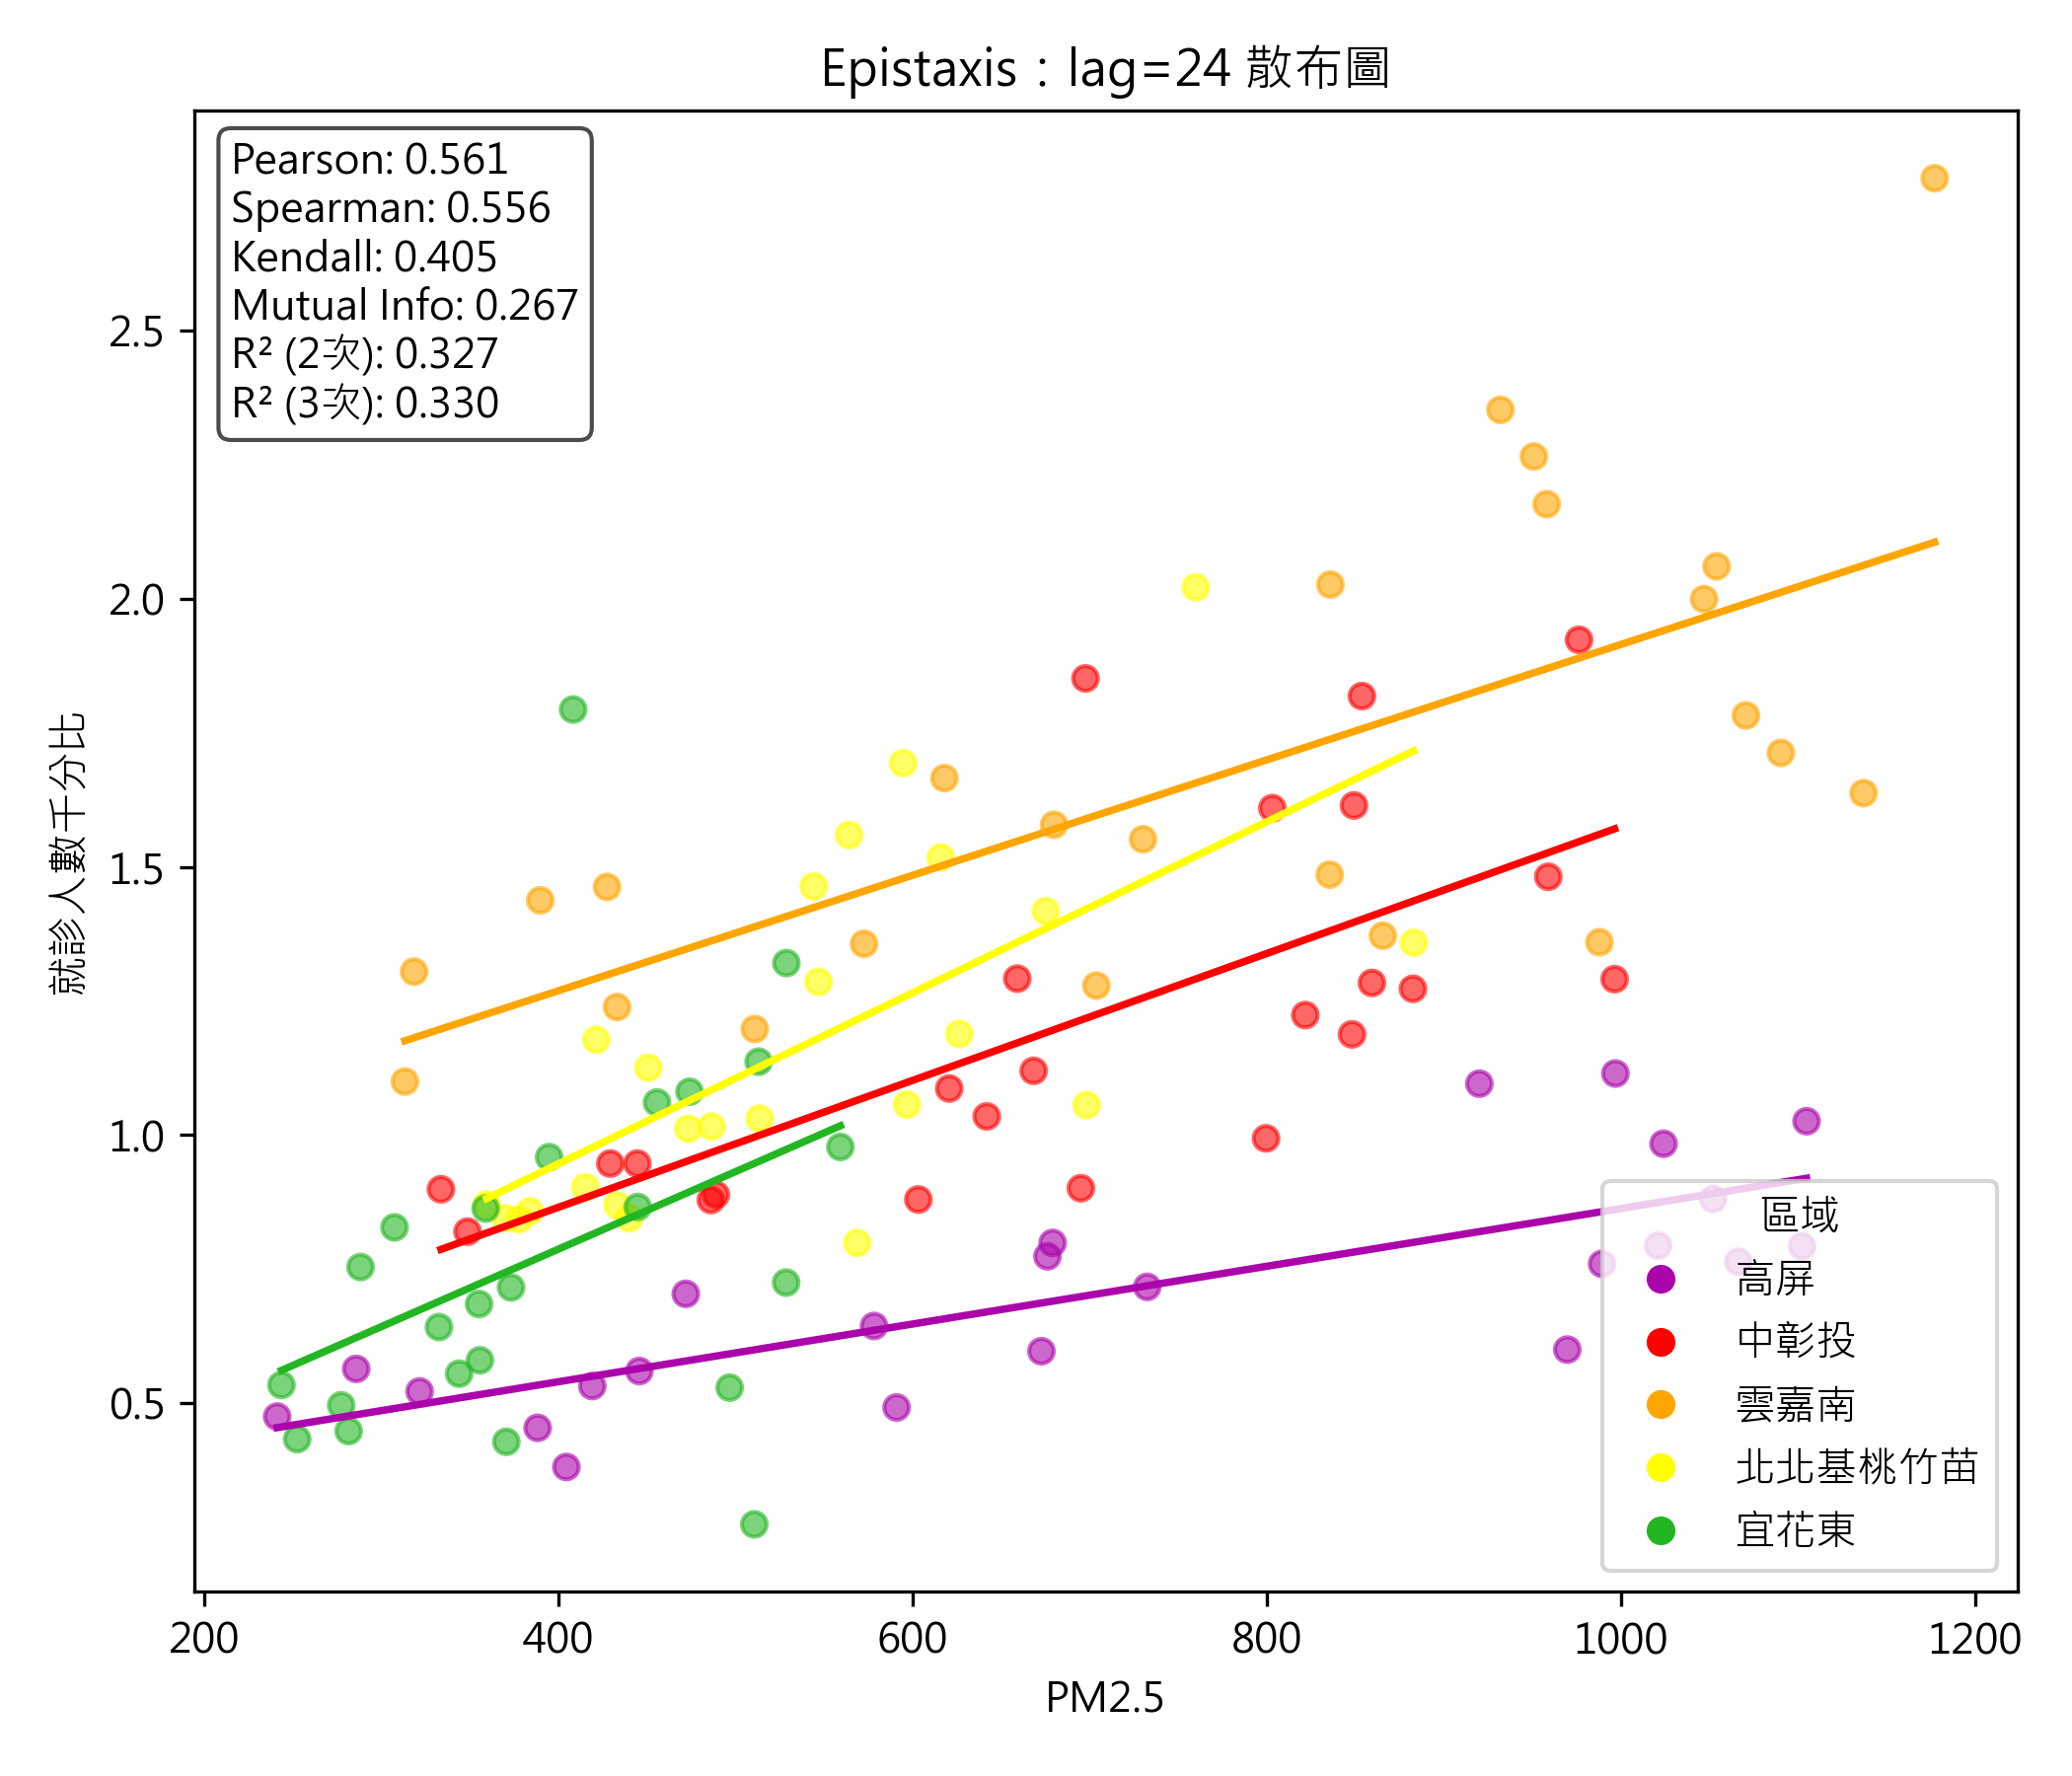 Epistaxis：lag=24 散布圖
Pearson: 0.561
Spearman: 0.556
Kendall: 0.405
Mutual Info: 0.267
R² (2次): 0.327
R² (3次): 0.330
就診人數千分比
2.5
2.0
1.5
1.0
0.5
區域
高屏
中彰投
雲嘉南
北北基桃竹苗
宜花東
200 400 600 800 1000 1200
PM2.5